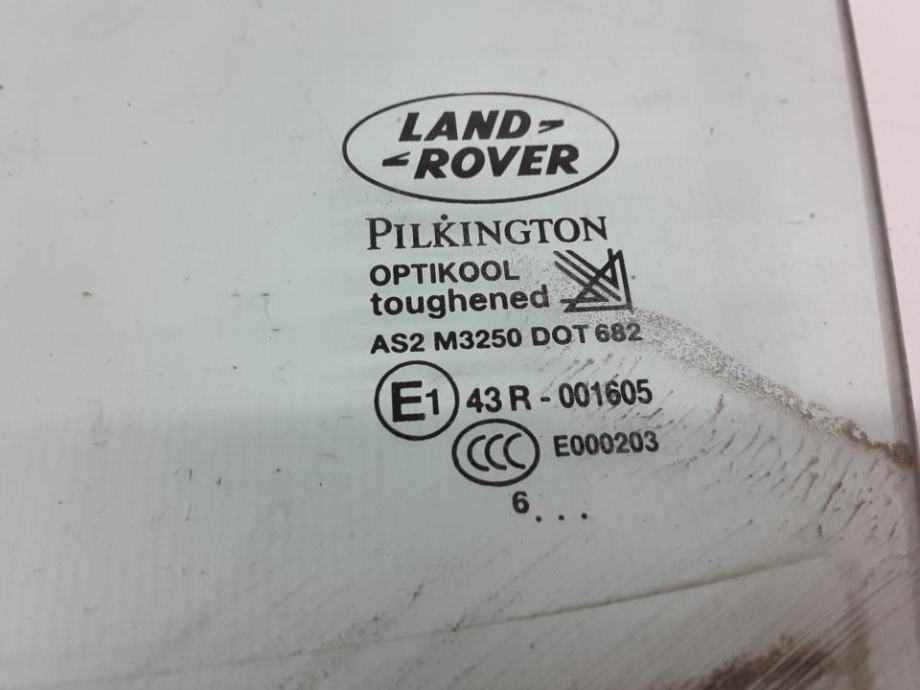 LAND
ROVER
PILKINGTON
OPTIKOOL
toughened
AS2 M3250 DOT 682
E1 43 R - 001605
CCC E000203
6. . .